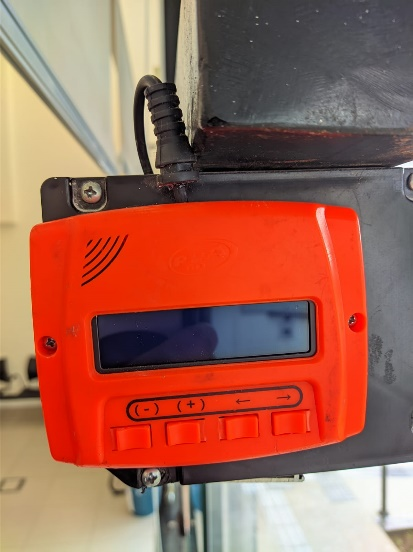 (-) (+) ← →